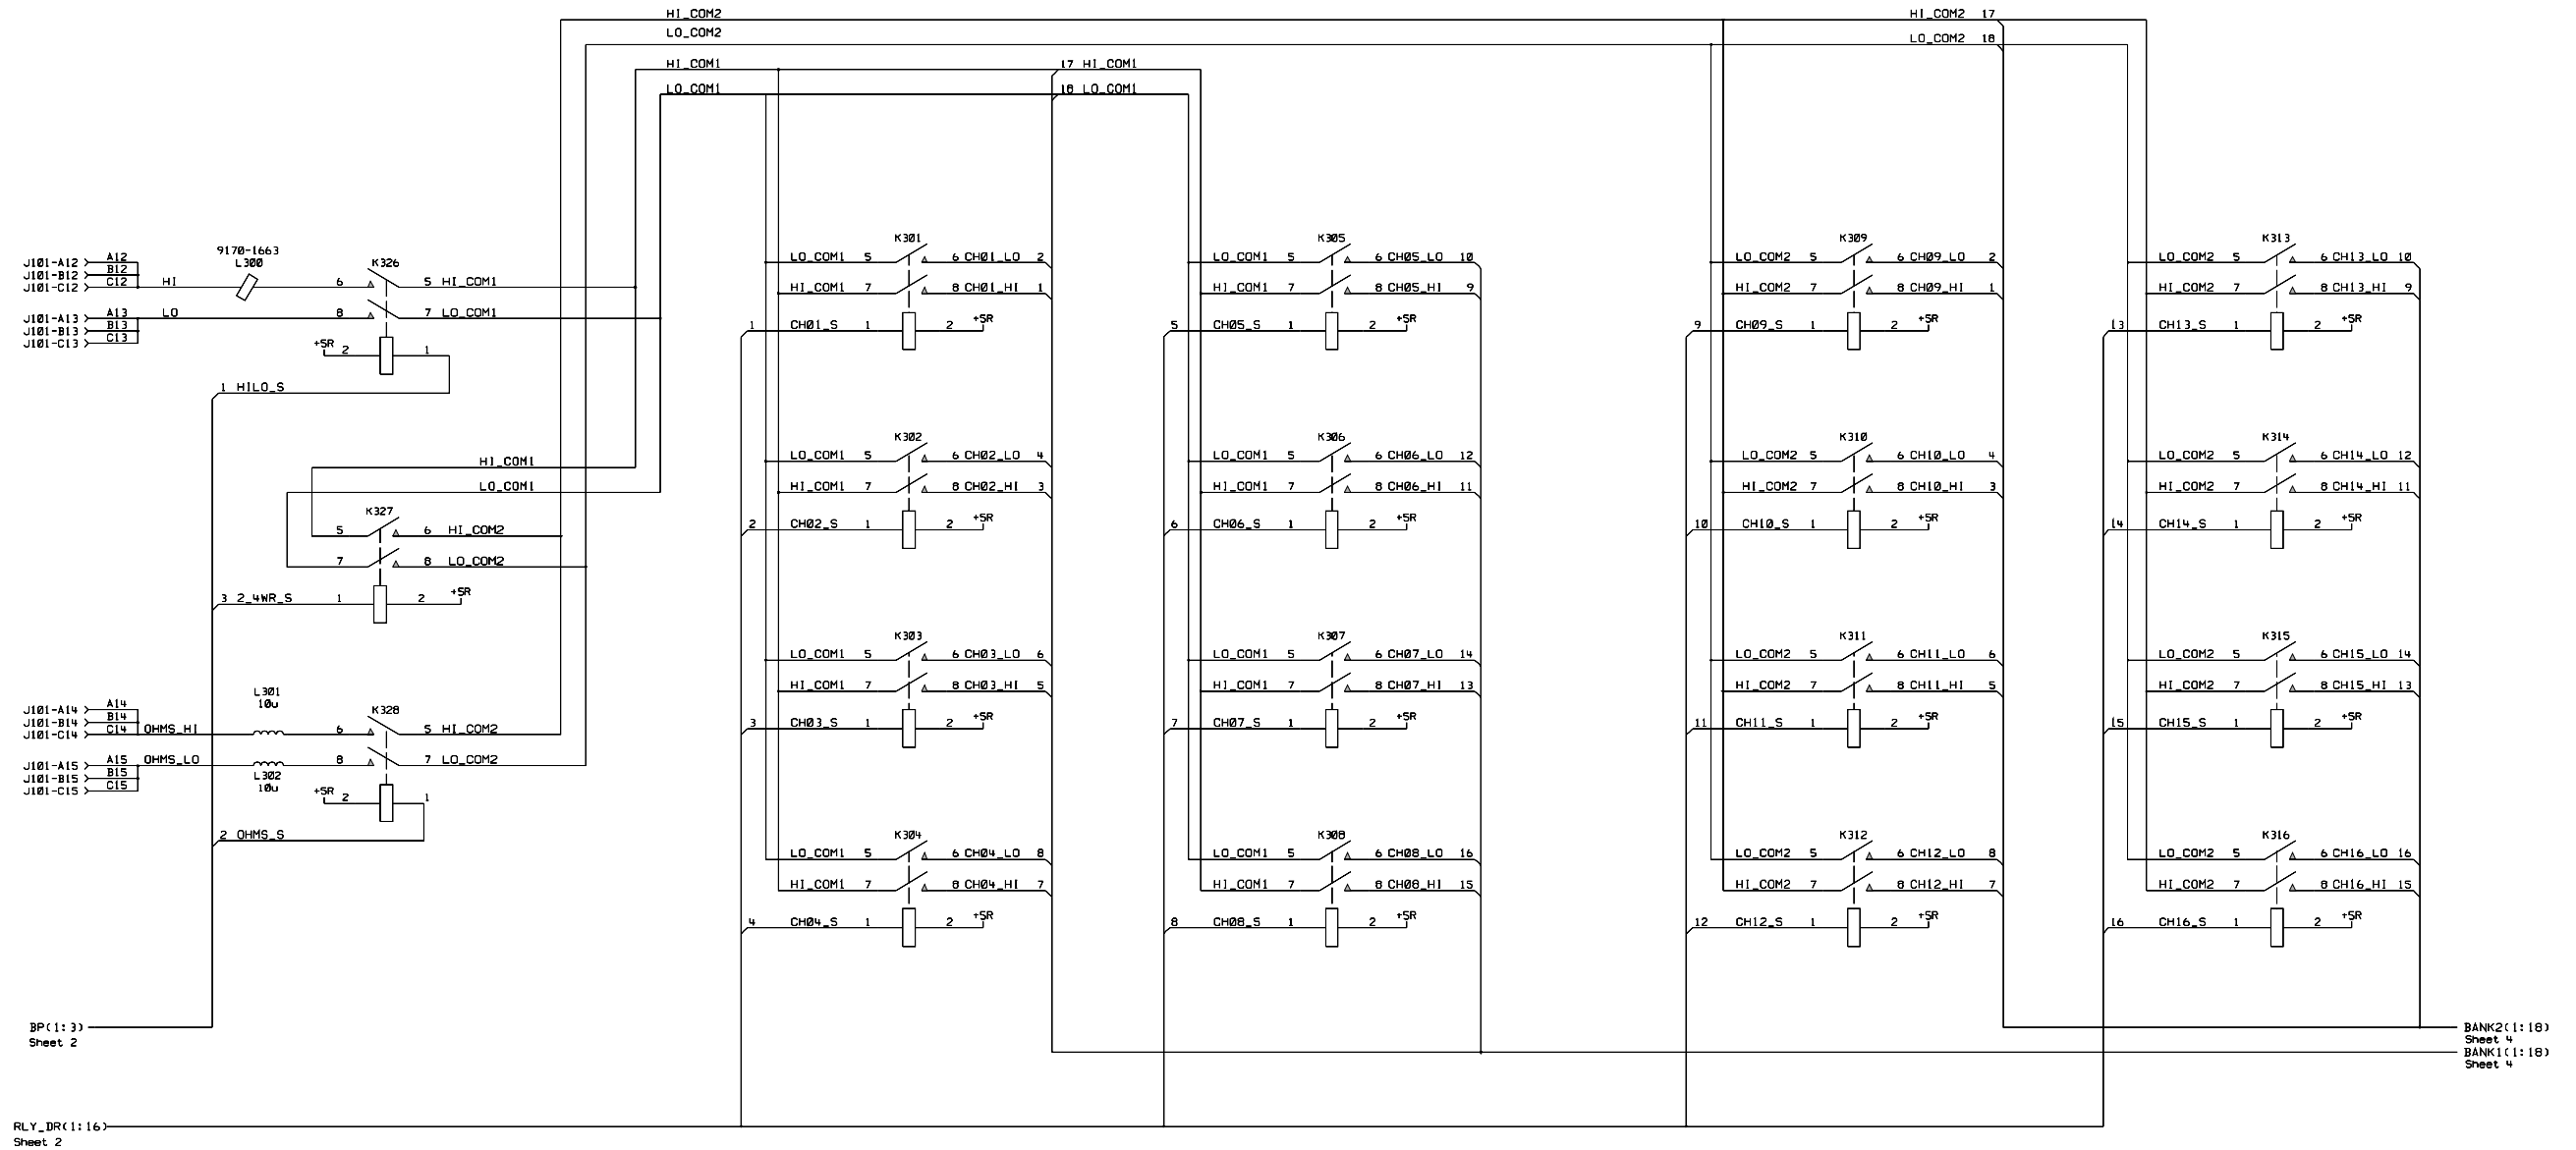 HI_COM2 HI_COM2 17
LO_COM2 LO_COM2 18
HI_COM1 17 HI_COM1
LO_COM1 18 LO_COM1
9170-1663
L300
K326
J101-A12 A12
J101-B12 B12
J101-C12 C12 HI 6 5 HI_COM1
J101-A13 A13 LO 8 7 LO_COM1
J101-B13 B13
J101-C13 C13
+5R 2 1
1 HILO_S
HI_COM1
LO_COM1
K327
5 6 HI_COM2
7 8 LO_COM2
3 2_4WR_S 1 2 +5R
L301
10u
K328
J101-A14 A14
J101-B14 B14
J101-C14 C14 OHMS_HI 6 5 HI_COM2
J101-A15 A15 OHMS_LO 8 7 LO_COM2
J101-B15 B15
J101-C15 C15
L302
10u
+5R 2 1
2 OHMS_S
BP(1:3)
Sheet 2
RLY_DR(1:16)
Sheet 2
K301
LO_COM1 5 6 CH01_LO 2
HI_COM1 7 8 CH01_HI 1
1 CH01_S 1 2 +5R
K302
LO_COM1 5 6 CH02_LO 4
HI_COM1 7 8 CH02_HI 3
2 CH02_S 1 2 +5R
K303
LO_COM1 5 6 CH03_LO 6
HI_COM1 7 8 CH03_HI 5
3 CH03_S 1 2 +5R
K304
LO_COM1 5 6 CH04_LO 8
HI_COM1 7 8 CH04_HI 7
4 CH04_S 1 2 +5R
K305
LO_COM1 5 6 CH05_LO 10
HI_COM1 7 8 CH05_HI 9
5 CH05_S 1 2 +5R
K306
LO_COM1 5 6 CH06_LO 12
HI_COM1 7 8 CH06_HI 11
6 CH06_S 1 2 +5R
K307
LO_COM1 5 6 CH07_LO 14
HI_COM1 7 8 CH07_HI 13
7 CH07_S 1 2 +5R
K308
LO_COM1 5 6 CH08_LO 16
HI_COM1 7 8 CH08_HI 15
8 CH08_S 1 2 +5R
K309
LO_COM2 5 6 CH09_LO 2
HI_COM2 7 8 CH09_HI 1
9 CH09_S 1 2 +5R
K310
LO_COM2 5 6 CH10_LO 4
HI_COM2 7 8 CH10_HI 3
10 CH10_S 1 2 +5R
K311
LO_COM2 5 6 CH11_LO 6
HI_COM2 7 8 CH11_HI 5
11 CH11_S 1 2 +5R
K312
LO_COM2 5 6 CH12_LO 8
HI_COM2 7 8 CH12_HI 7
12 CH12_S 1 2 +5R
K313
LO_COM2 5 6 CH13_LO 10
HI_COM2 7 8 CH13_HI 9
13 CH13_S 1 2 +5R
K314
LO_COM2 5 6 CH14_LO 12
HI_COM2 7 8 CH14_HI 11
14 CH14_S 1 2 +5R
K315
LO_COM2 5 6 CH15_LO 14
HI_COM2 7 8 CH15_HI 13
15 CH15_S 1 2 +5R
K316
LO_COM2 5 6 CH16_LO 16
HI_COM2 7 8 CH16_HI 15
16 CH16_S 1 2 +5R
BANK2(1:18)
Sheet 4
BANK1(1:18)
Sheet 4